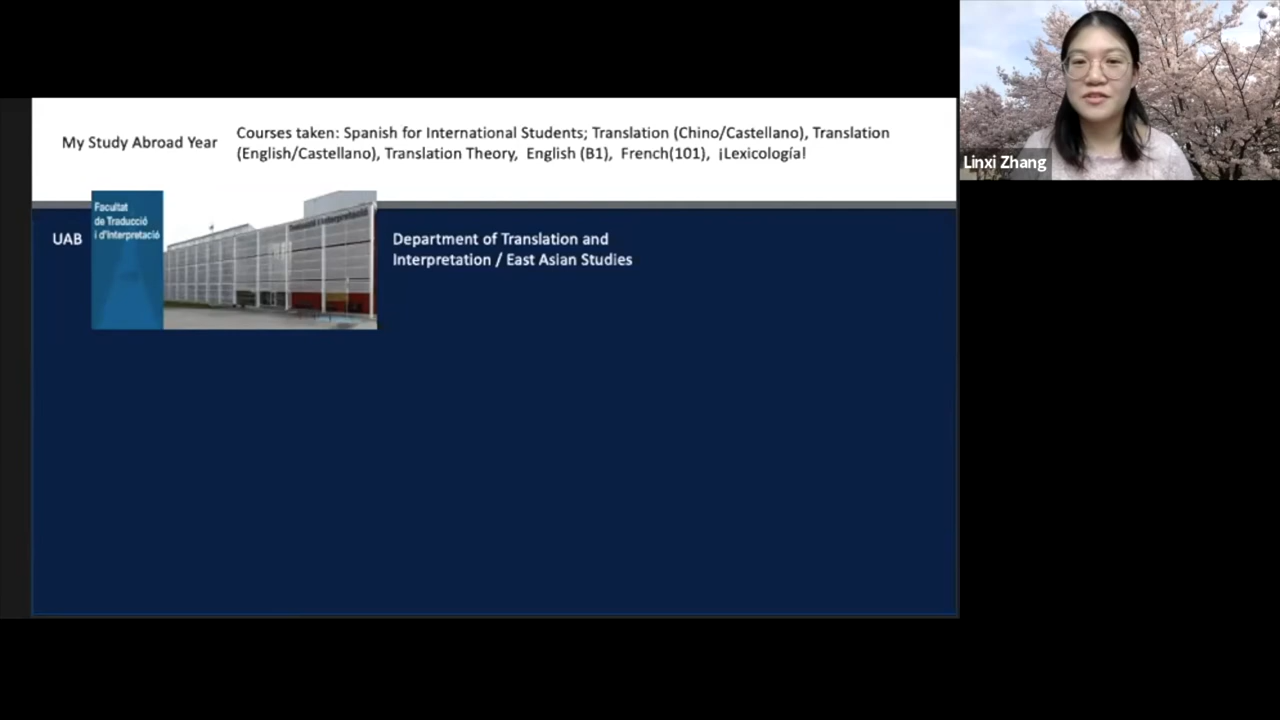 My Study Abroad Year
Courses taken: Spanish for International Students; Translation (Chino/Castellano), Translation
(English/Castellano), Translation Theory, English (B1), French(101), ¡Lexicología!
UAB
Facultat
de Traducció
i d'Interpretació
Traducció i Interpretació
Department of Translation and
Interpretation / East Asian Studies
Linxi Zhang